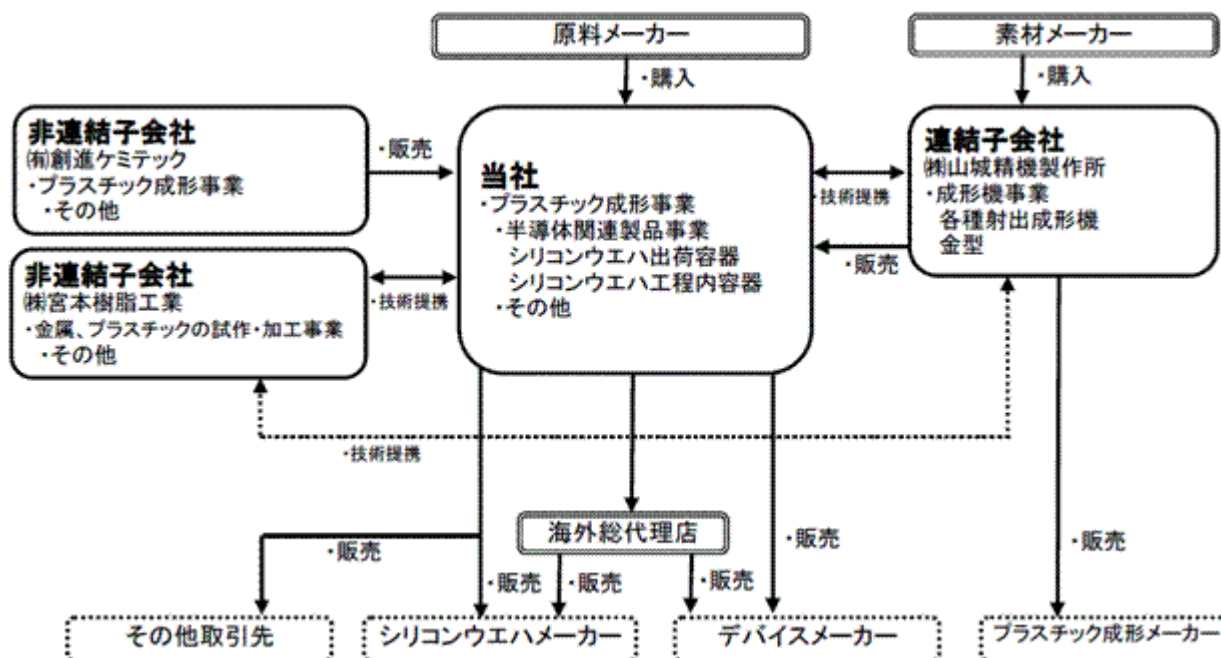 原料メーカー
素材メーカー
・購入
・購入
非連結子会社
㈲創進ケミテック
・プラスチック成形事業
・その他
・販売
当社
・プラスチック成形事業
・半導体関連製品事業
シリコンウエハ出荷容器
シリコンウエハ工程内容器
・その他
・技術提携
・販売
連結子会社
㈱山城精機製作所
・成形機事業
各種射出成形機
金型
非連結子会社
㈱宮本樹脂工業
・金属、プラスチックの試作・加工事業
・その他
・技術提携
・技術提携
海外総代理店
・販売
・販売
・販売
・販売
・販売
・販売
その他取引先
シリコンウエハメーカー
デバイスメーカー
プラスチック成形メーカー